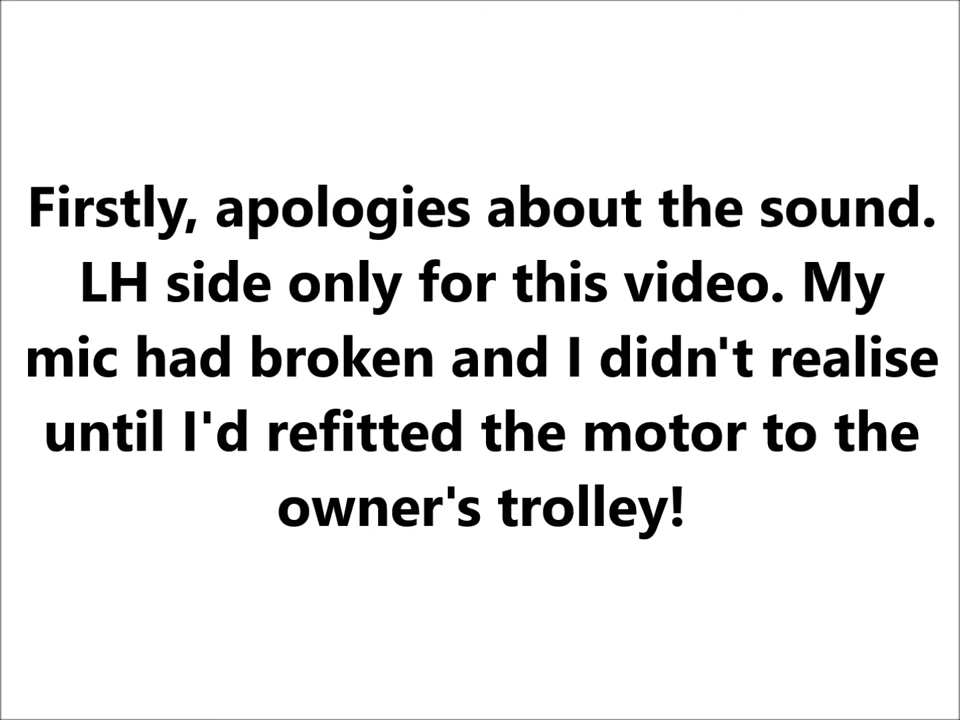 Firstly, apologies about the sound.
LH side only for this video. My
mic had broken and I didn't realise
until I'd refitted the motor to the
owner's trolley!